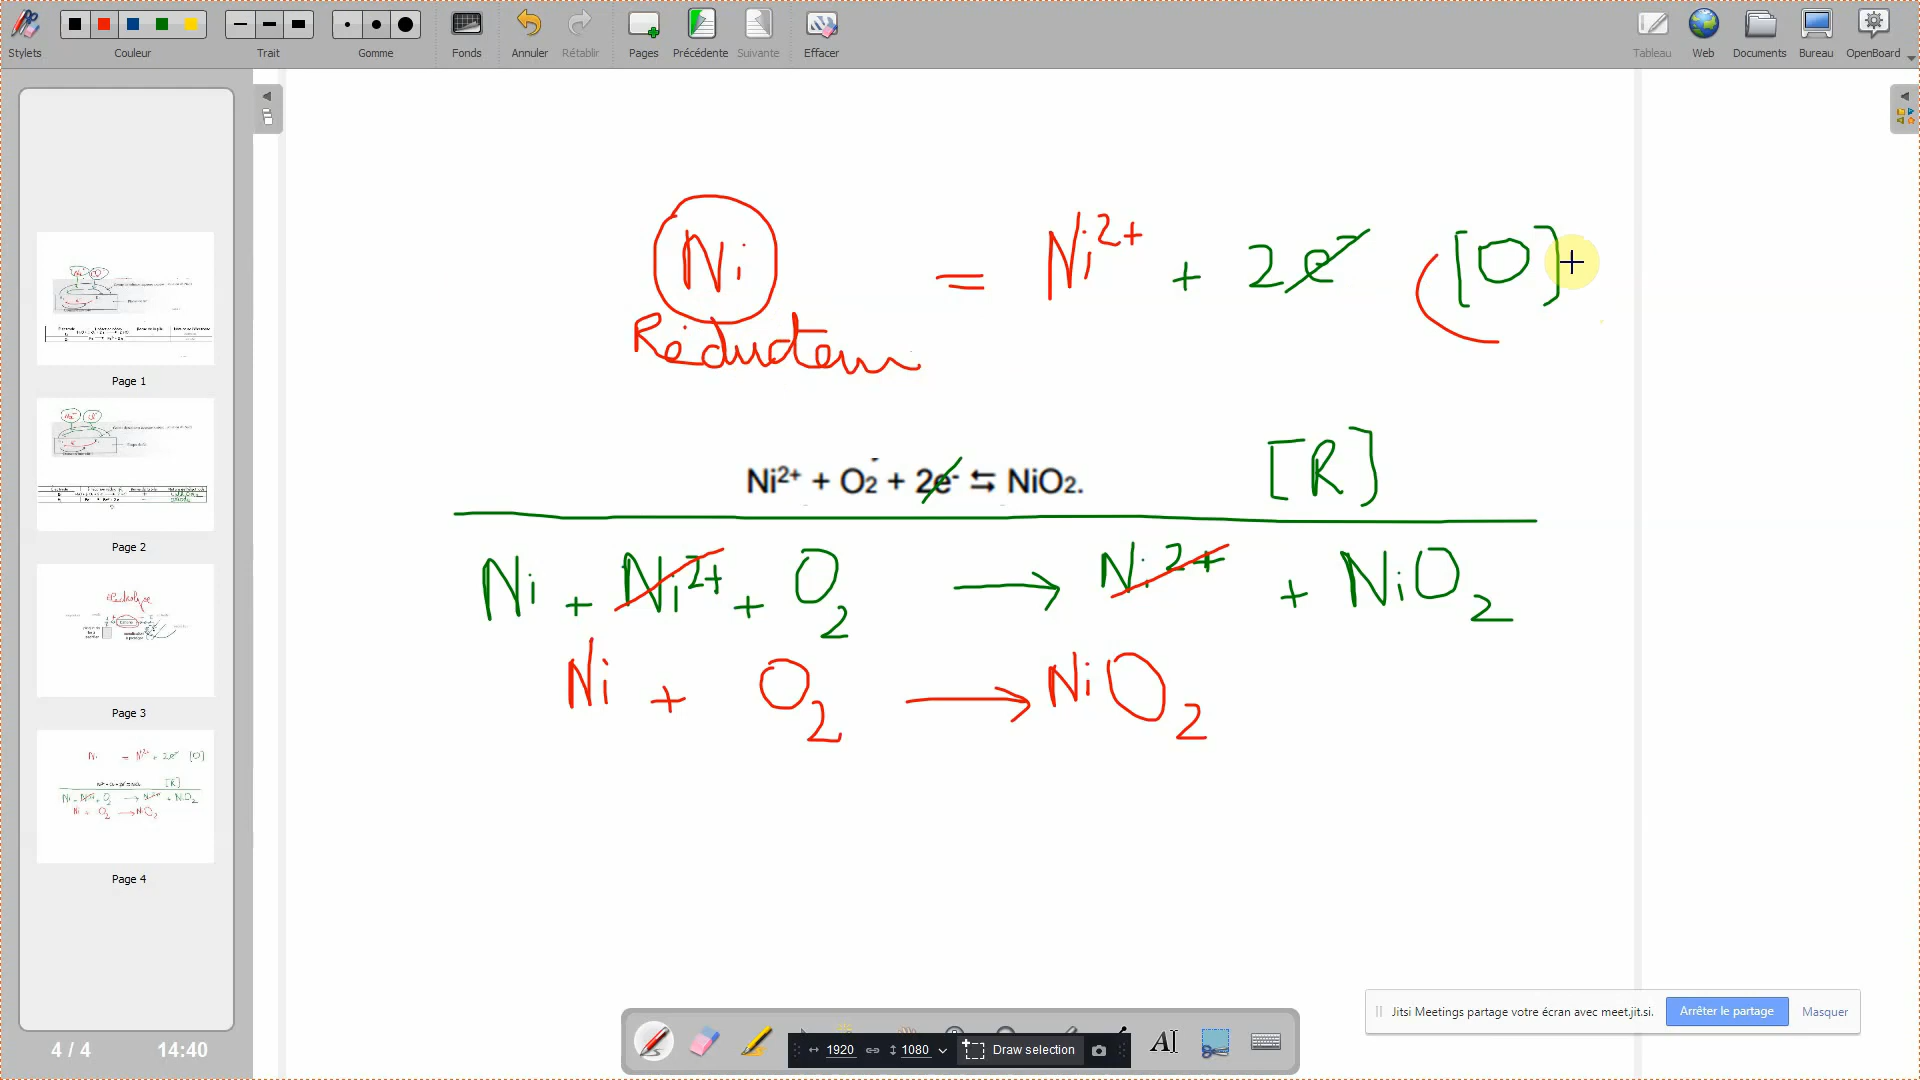 Stylets Couleur Trait Gomme Fonds Annuler Rétablir Pages Précédente Suivante Effacer Tableau Web Documents Bureau OpenBoard
Page 1
Page 2
Page 3
Page 4
4 / 4 14:40
Ni = Ni²⁺ + 2e⁻ [O]
Réducteur
Ni²⁺ + O₂ + 2e⁻ ⇆ NiO₂. [R]
Ni + Ni²⁺ + O₂ → Ni²⁺ + NiO₂
Ni + O₂ → NiO₂
Jitsi Meetings partage votre écran avec meet.jit.si. Arrêter le partage Masquer
1920 1080 Draw selection AI